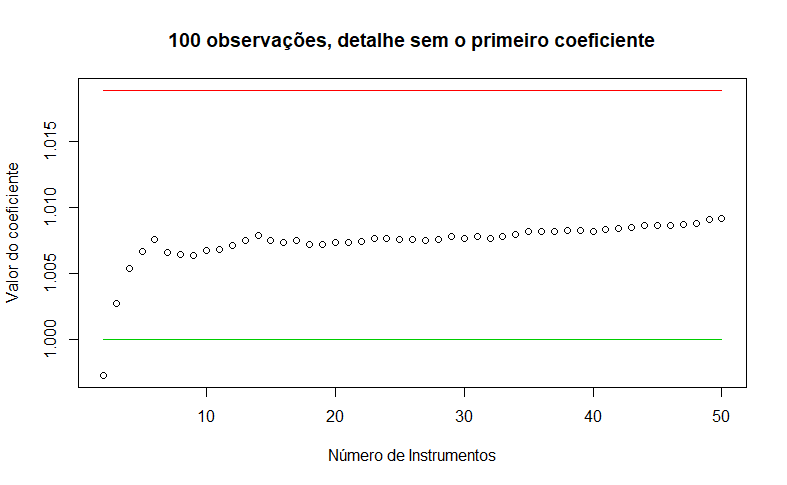 100 observações, detalhe sem o primeiro coeficiente
Valor do coeficiente
1.015
1.010
1.005
1.000
10 20 30 40 50
Número de Instrumentos